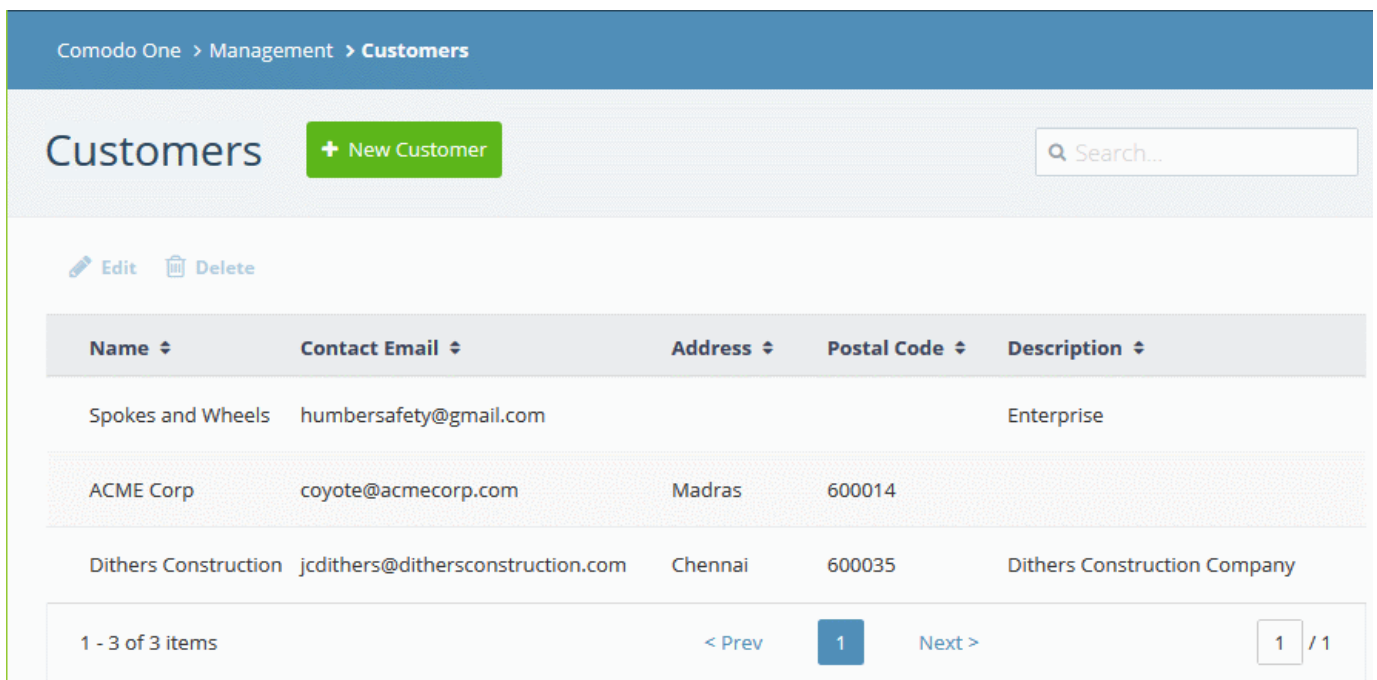 Comodo One > Management > Customers
Customers + New Customer Search...
Edit Delete
Name Contact Email Address Postal Code Description
Spokes and Wheels humbersafety@gmail.com Enterprise
ACME Corp coyote@acmecorp.com Madras 600014
Dithers Construction jcdithers@dithersconstruction.com Chennai 600035 Dithers Construction Company
1 - 3 of 3 items < Prev 1 Next > 1 / 1